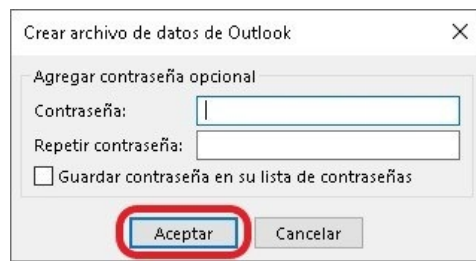 Crear archivo de datos de Outlook
Agregar contraseña opcional
Contraseña:
Repetir contraseña:
Guardar contraseña en su lista de contraseñas
Aceptar Cancelar